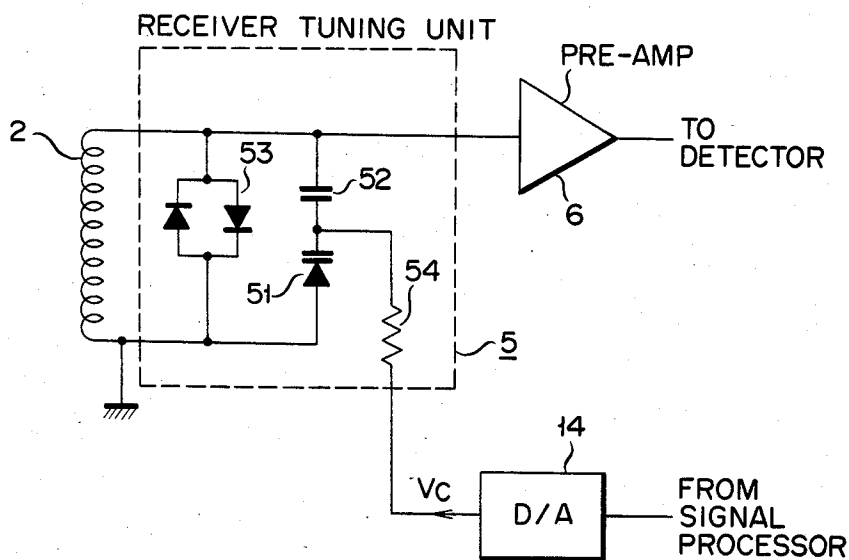 RECEIVER TUNING UNIT
PRE-AMP
2
53
52
TO
DETECTOR
6
51
54
5
14
VC
D/A
FROM
SIGNAL
PROCESSOR